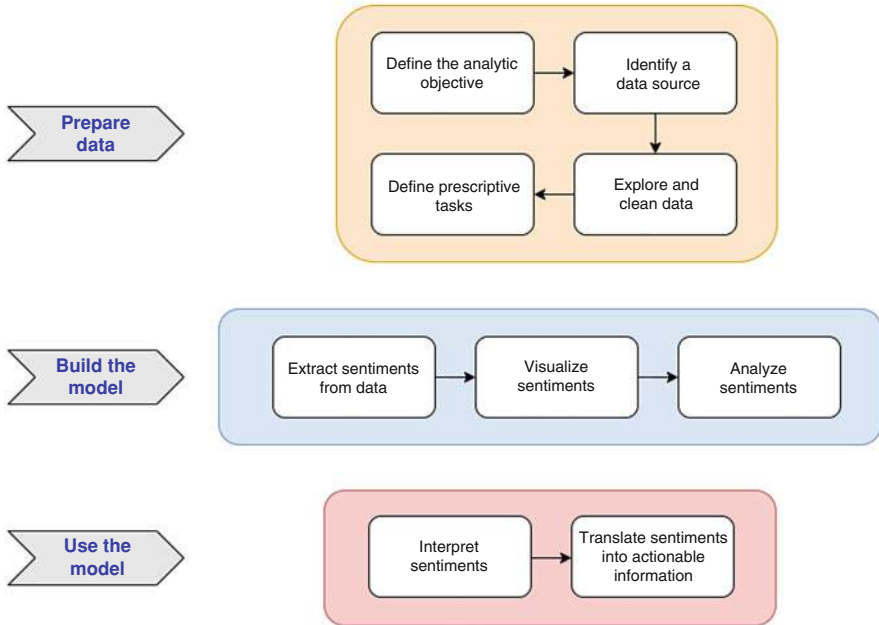 Prepare
data
Define the analytic
objective
Identify a
data source
Define prescriptive
tasks
Explore and
clean data
Build the
model
Extract sentiments
from data
Visualize
sentiments
Analyze
sentiments
Use the
model
Interpret
sentiments
Translate sentiments
into actionable
information